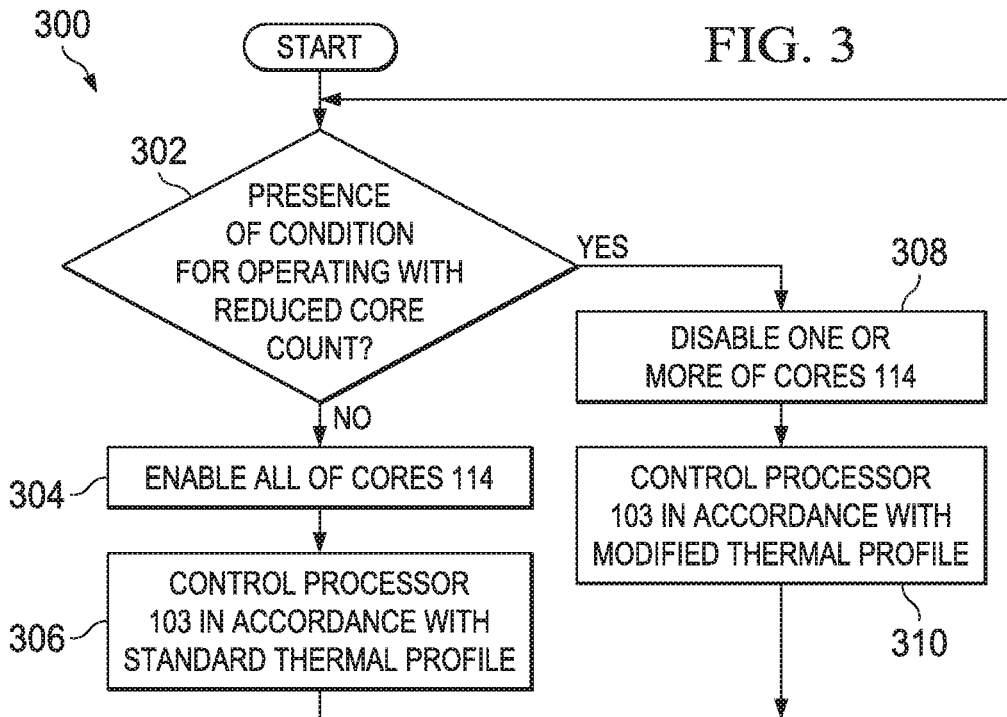 300
START
FIG. 3
302
PRESENCE
OF CONDITION
FOR OPERATING WITH
REDUCED CORE
COUNT?
YES
308
DISABLE ONE OR
MORE OF CORES 114
NO
304
ENABLE ALL OF CORES 114
CONTROL PROCESSOR
103 IN ACCORDANCE WITH
MODIFIED THERMAL PROFILE
310
306
CONTROL PROCESSOR
103 IN ACCORDANCE WITH
STANDARD THERMAL PROFILE